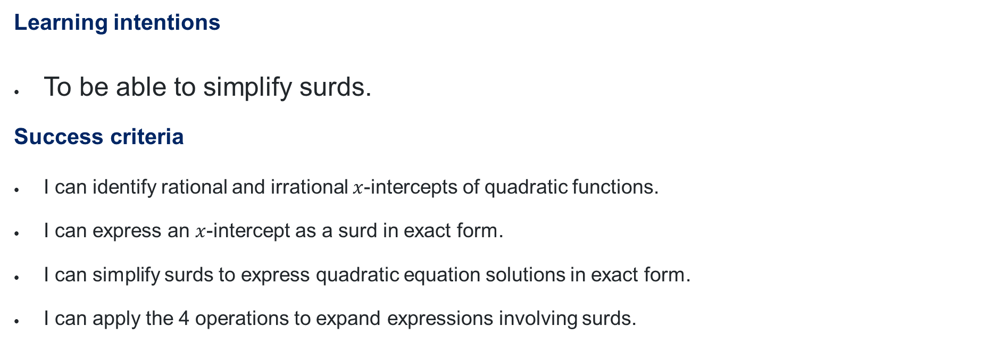 Learning intentions
• To be able to simplify surds.
Success criteria
• I can identify rational and irrational 𝑥-intercepts of quadratic functions.
• I can express an 𝑥-intercept as a surd in exact form.
• I can simplify surds to express quadratic equation solutions in exact form.
• I can apply the 4 operations to expand expressions involving surds.